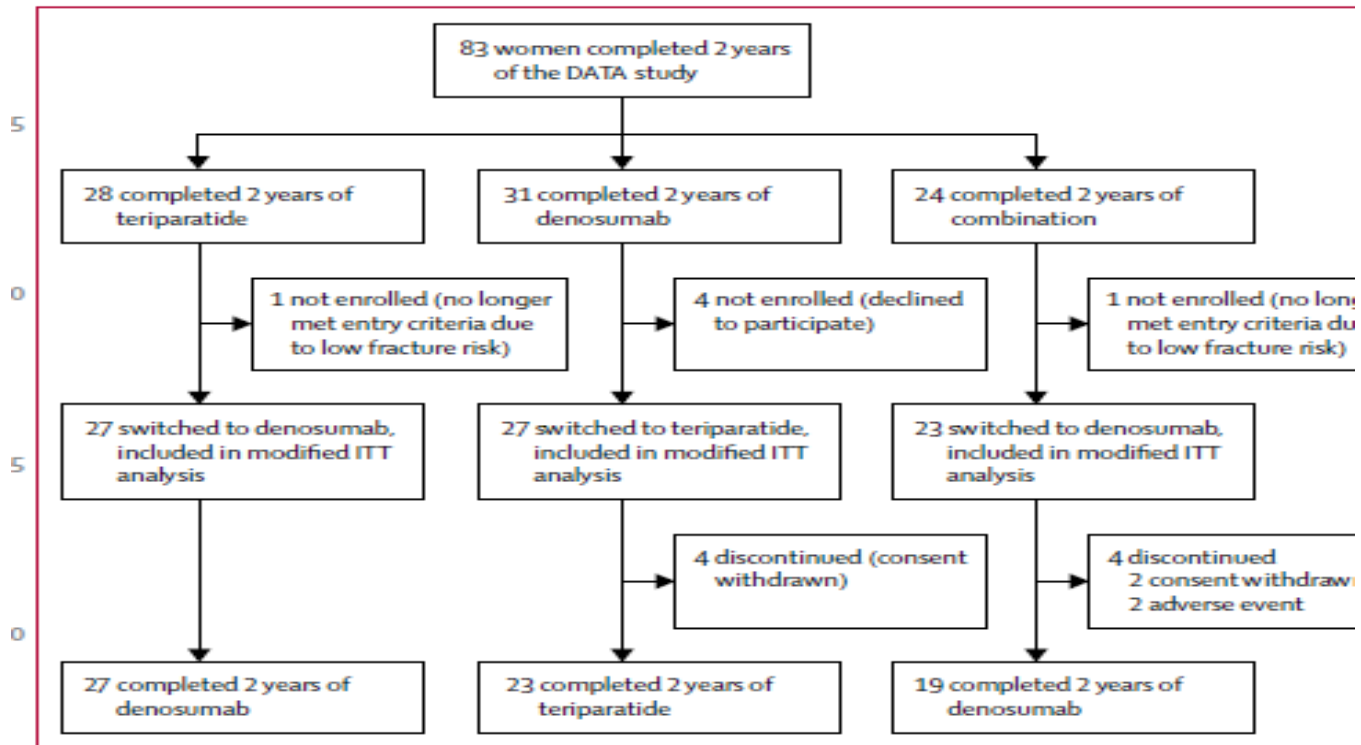 83 women completed 2 years
of the DATA study
28 completed 2 years of
teriparatide
31 completed 2 years of
denosumab
24 completed 2 years of
combination
1 not enrolled (no longer
met entry criteria due
to low fracture risk)
4 not enrolled (declined
to participate)
1 not enrolled (no long
met entry criteria du
to low fracture risk)
27 switched to denosumab,
included in modified ITT
analysis
27 switched to teriparatide,
included in modified ITT
analysis
23 switched to denosumab,
included in modified ITT
analysis
4 discontinued (consent
withdrawn)
4 discontinued
2 consent withdrawn
2 adverse event
27 completed 2 years of
denosumab
23 completed 2 years of
teriparatide
19 completed 2 years of
denosumab
5
0
5
0